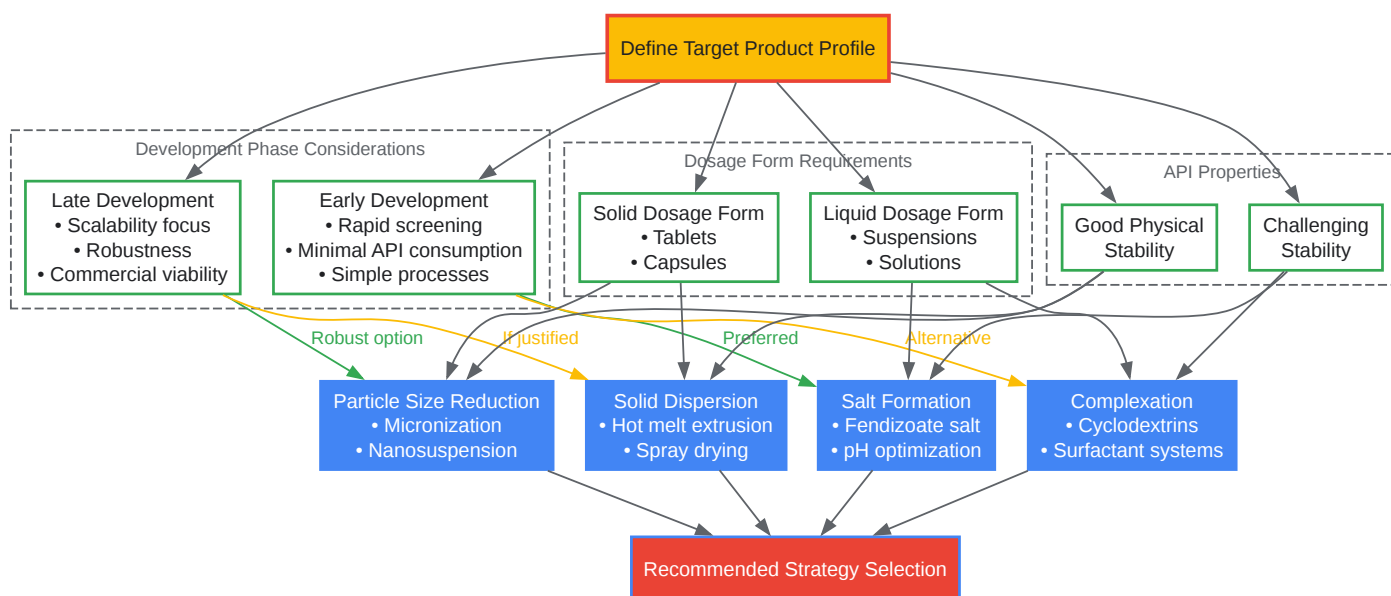 Define Target Product Profile
Development Phase Considerations
Dosage Form Requirements
API Properties
Late Development
• Scalability focus
• Robustness
• Commercial viability
Early Development
• Rapid screening
• Minimal API consumption
• Simple processes
Solid Dosage Form
• Tablets
• Capsules
Liquid Dosage Form
• Suspensions
• Solutions
Good Physical
Stability
Challenging
Stability
Robust option
If justified
Preferred
Alternative
Particle Size Reduction
• Micronization
• Nanosuspension
Solid Dispersion
• Hot melt extrusion
• Spray drying
Salt Formation
• Fendizoate salt
• pH optimization
Complexation
• Cyclodextrins
• Surfactant systems
Recommended Strategy Selection